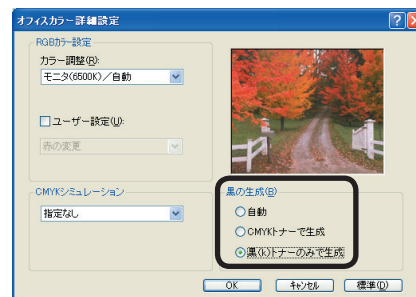 オフィスカラー詳細設定
RGBカラー設定
カラー調整(R):
モニタ(6500K)／自動
ユーザー設定(U):
赤の変更
CMYKシミュレーション
指定なし
黒の生成(B)
自動
CMYKトナーで生成
黒(k)トナーのみで生成
OK
キャンセル
標準(D)